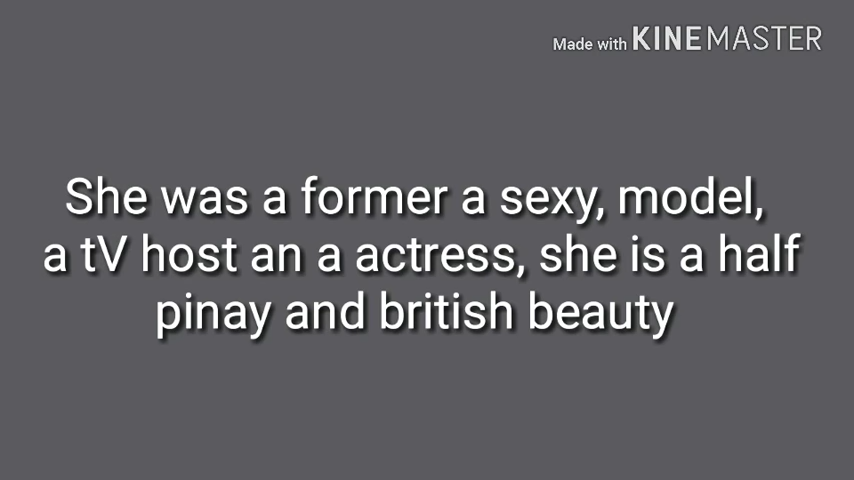 Made with KINEMASTER
She was a former a sexy, model,
a tV host an a actress, she is a half
pinay and british beauty